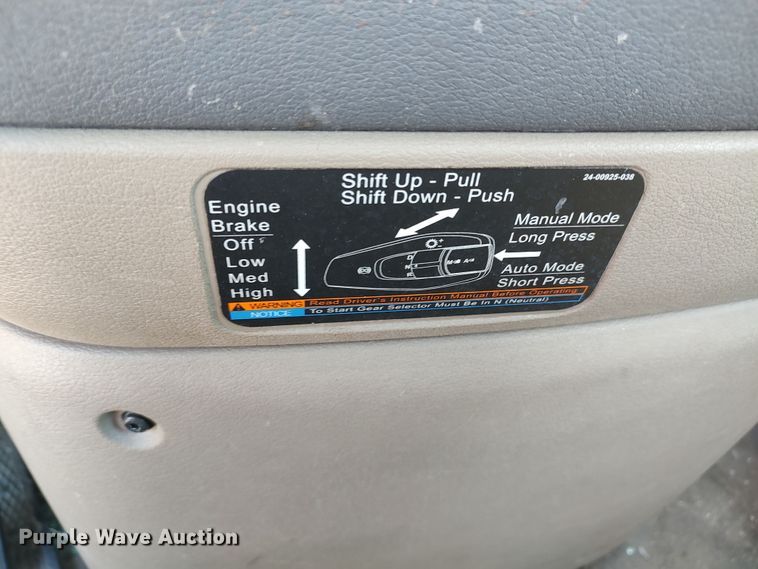 Shift Up - Pull
Shift Down - Push
24-00925-038
Engine
Brake
Off
Low
Med
High
Manual Mode
Long Press
Auto Mode
Short Press
D
N
R
M
A
WARNING Read Driver's Instruction Manual Before Operating
NOTICE To Start Gear Selector Must Be In N (Neutral)
Purple Wave Auction